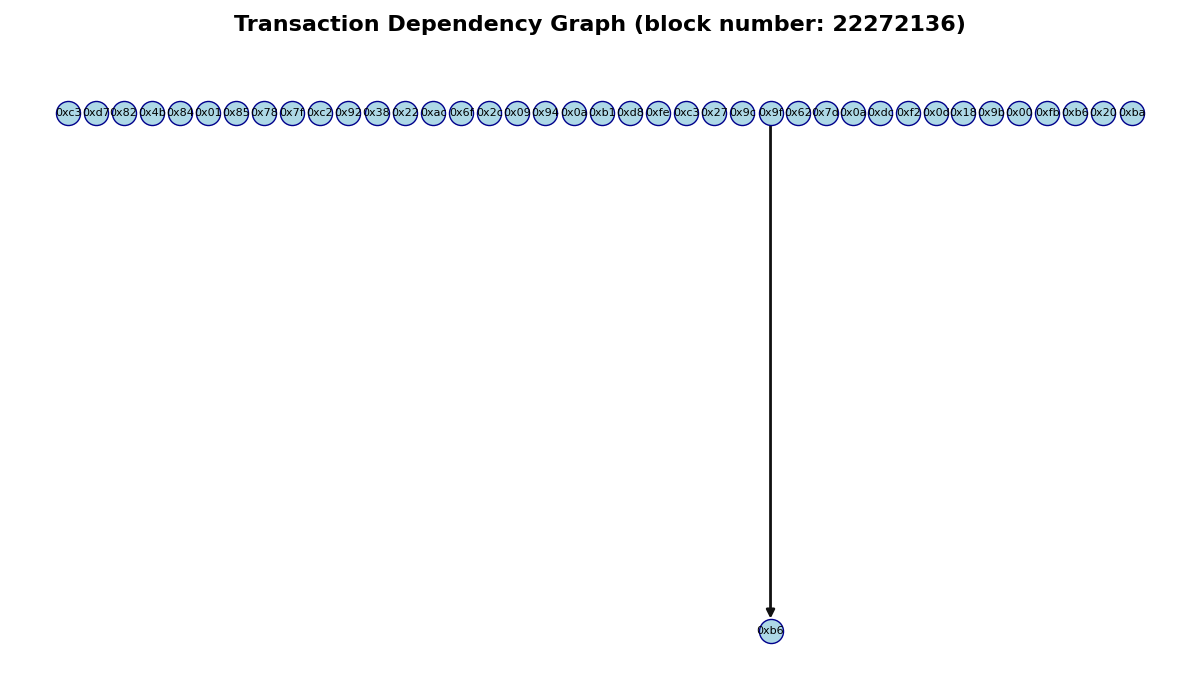 Transaction Dependency Graph (block number: 22272136)
0xc3 0xd7 0x82 0x4b 0x84 0x01 0x85 0x78 0x7f 0xc2 0x92 0x38 0x22 0xac 0x6f 0x2c 0x09 0x94 0x0a 0xb1 0xd8 0xfe 0xc3 0x27 0x9c 0x9f 0x62 0x7d 0x0a 0xdc 0xf2 0x0d 0x18 0x9b 0x00 0xfb 0xb6 0x20 0xba
0xb6